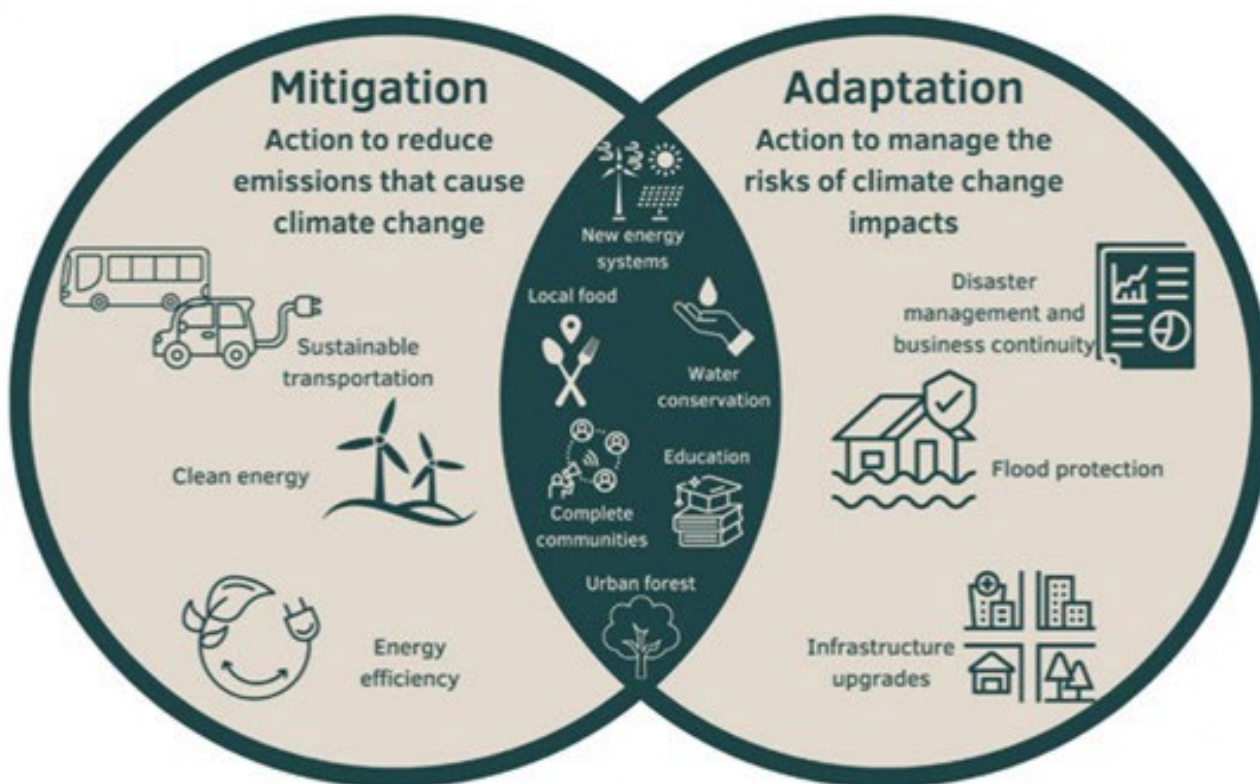 Mitigation
Action to reduce
emissions that cause
climate change
Sustainable
transportation
Clean energy
Energy
efficiency
New energy
systems
Local food
Water
conservation
Education
Complete
communities
Urban forest
Adaptation
Action to manage the
risks of climate change
impacts
Disaster
management and
business continuity
Flood protection
Infrastructure
upgrades